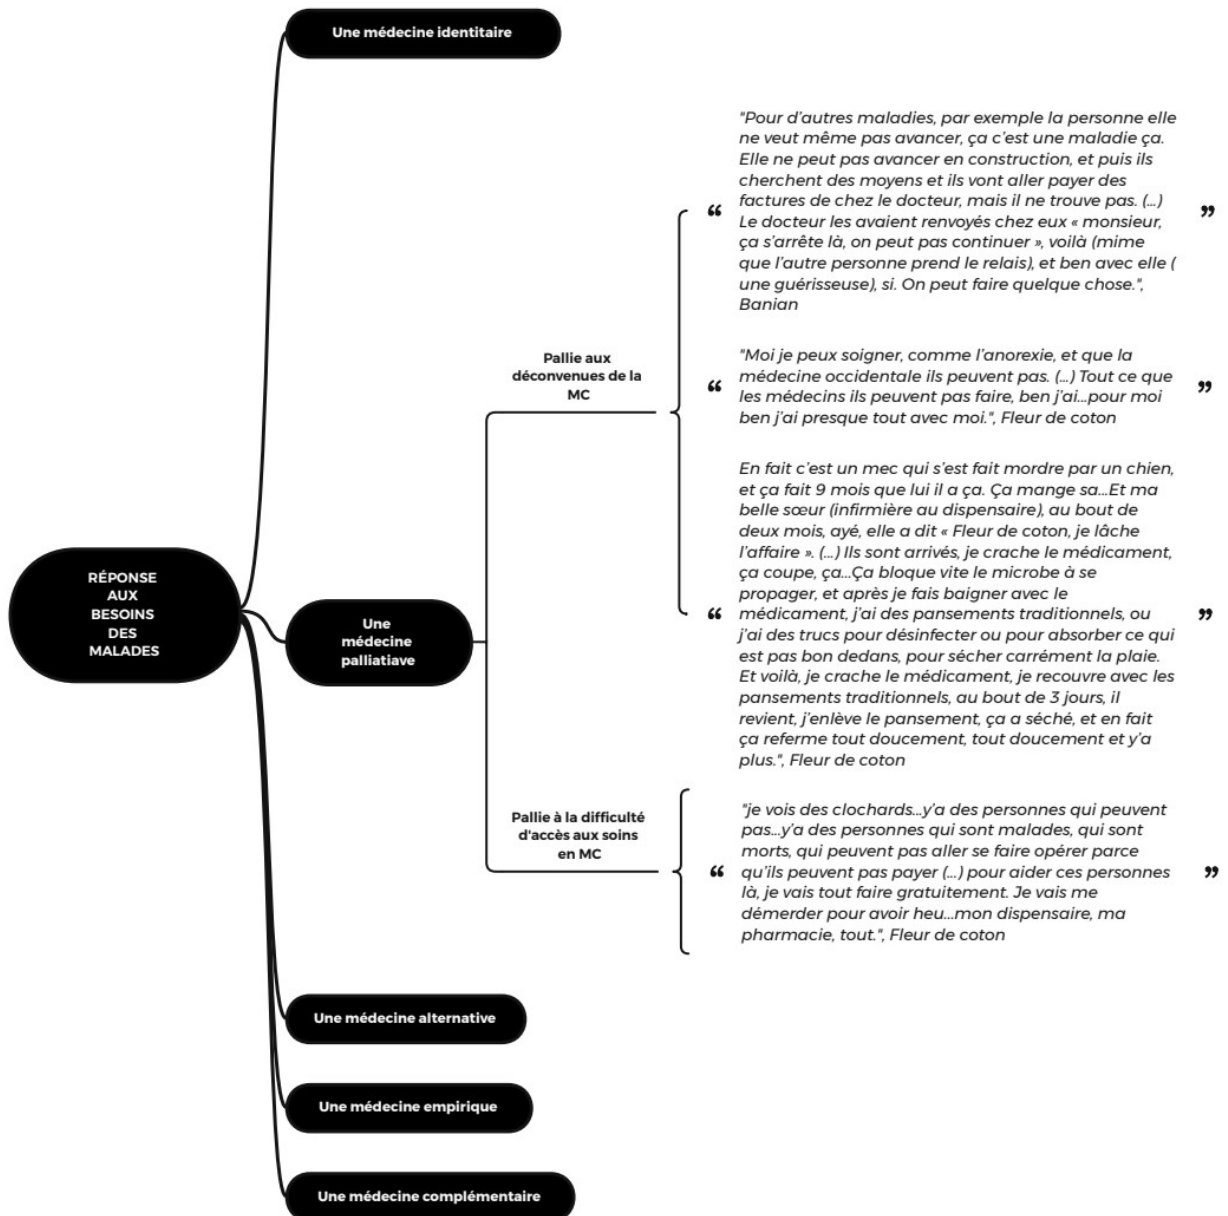 Une médecine identitaire
"Pour d'autres maladies, par exemple la personne elle
ne veut même pas avancer, ça c'est une maladie ça.
Elle ne peut pas avancer en construction, et puis ils
cherchent des moyens et ils vont aller payer des
factures de chez le docteur, mais il ne trouve pas. (...)
“ Le docteur les avaient renvoyés chez eux « monsieur, ”
ça s'arrête là, on peut pas continuer », voilà (mime
que l'autre personne prend le relais), et ben avec elle (
une guérisseuse), si. On peut faire quelque chose.",
Banian
Pallie aux
déconvenues de la
MC
"Moi je peux soigner, comme l'anorexie, et que la
“ médecine occidentale ils peuvent pas. (...) Tout ce que ”
les médecins ils peuvent pas faire, ben j'ai...pour moi
ben j'ai presque tout avec moi.", Fleur de coton
En fait c'est un mec qui s'est fait mordre par un chien,
et ça fait 9 mois que lui il a ça. Ça mange sa...Et ma
belle sœur (infirmière au dispensaire), au bout de
deux mois, ayé, elle a dit « Fleur de coton, je lâche
l'affaire ». (...) Ils sont arrivés, je crache le médicament,
ça coupe, ça...Ça bloque vite le microbe à se
propager, et après je fais baigner avec le
“ médicament, j'ai des pansements traditionnels, ou ”
j'ai des trucs pour désinfecter ou pour absorber ce qui
est pas bon dedans, pour sécher carrément la plaie.
Et voilà, je crache le médicament, je recouvre avec les
pansements traditionnels, au bout de 3 jours, il
revient, j'enlève le pansement, ça a séché, et en fait
ça referme tout doucement, tout doucement et y'a
plus.", Fleur de coton
RÉPONSE
AUX
BESOINS
DES
MALADES
Une
médecine
palliatiave
Pallie à la difficulté
d'accès aux soins
en MC
"je vois des clochards...y'a des personnes qui peuvent
pas...y'a des personnes qui sont malades, qui sont
morts, qui peuvent pas aller se faire opérer parce
“ qu'ils peuvent pas payer (...) pour aider ces personnes ”
là, je vais tout faire gratuitement. Je vais me
démerder pour avoir heu...mon dispensaire, ma
pharmacie, tout.", Fleur de coton
Une médecine alternative
Une médecine empirique
Une médecine complémentaire